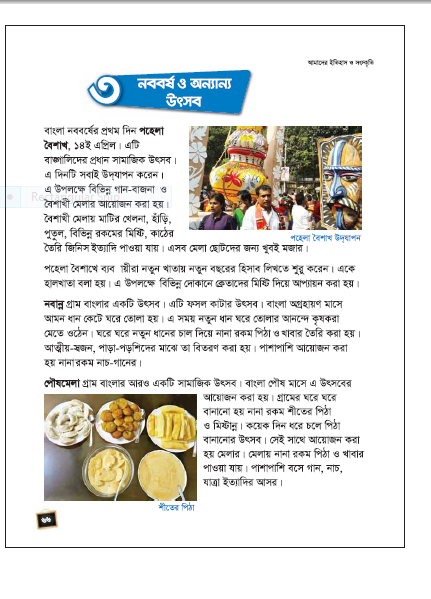 আমাদের ইতিহাস ও সংস্কৃতি
৩
নববর্ষ ও অন্যান্য
উৎসব
বাংলা নববর্ষের প্রথম দিন পহেলা
বৈশাখ, ১৪ই এপ্রিল। এটি
বাঙালিদের প্রধান সামাজিক উৎসব।
এ দিনটি সবাই উদ্‌যাপন করেন।
এ উপলক্ষে বিভিন্ন গান-বাজনা ও
বৈশাখী মেলার আয়োজন করা হয়।
বৈশাখী মেলায় মাটির খেলনা, হাঁড়ি,
পুতুল, বিভিন্ন রকমের মিষ্টি, কাঠের
তৈরি জিনিস ইত্যাদি পাওয়া যায়। এসব মেলা ছোটদের জন্য খুবই মজার।
পহেলা বৈশাখ উদ্‌যাপন
পহেলা বৈশাখে ব্যব য়ীরা নতুন খাতায় নতুন বছরের হিসাব লিখতে শুরু করেন। একে
হালখাতা বলা হয়। এ উপলক্ষে বিভিন্ন দোকানে ক্রেতাদের মিষ্টি দিয়ে আপ্যায়ন করা হয়।
নবান্ন গ্রাম বাংলার একটি উৎসব। এটি ফসল কাটার উৎসব। বাংলা অগ্রহায়ণ মাসে
আমন ধান কেটে ঘরে তোলা হয়। এ সময় নতুন ধান ঘরে তোলার আনন্দে কৃষকরা
মেতে ওঠেন। ঘরে ঘরে নতুন ধানের চাল দিয়ে নানা রকম পিঠা ও খাবার তৈরি করা হয়।
আত্মীয়-স্বজন, পাড়া-পড়শিদের মাঝে তা বিতরণ করা হয়। পাশাপাশি আয়োজন করা
হয় নানারকম নাচ-গানের।
পৌষমেলা গ্রাম বাংলার আরও একটি সামাজিক উৎসব। বাংলা পৌষ মাসে এ উৎসবের
আয়োজন করা হয়। গ্রামের ঘরে ঘরে
বানানো হয় নানা রকম শীতের পিঠা
ও মিষ্টান্ন। কয়েক দিন ধরে চলে পিঠা
বানানোর উৎসব। সেই সাথে আয়োজন করা
হয় মেলার। মেলায় নানা রকম পিঠা ও খাবার
পাওয়া যায়। পাশাপাশি বসে গান, নাচ,
যাত্রা ইত্যাদির আসর।
শীতের পিঠা
৬৬